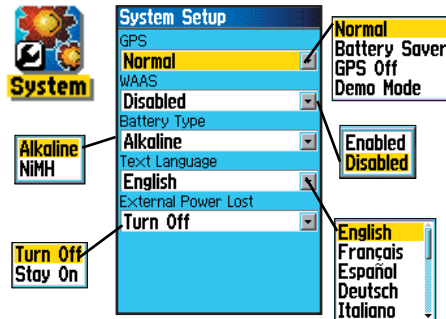 System
System Setup
GPS
Normal
WAAS
Disabled
Battery Type
Alkaline
Text Language
English
External Power Lost
Turn Off
Normal
Battery Saver
GPS Off
Demo Mode
Enabled
Disabled
Alkaline
NiMH
Turn Off
Stay On
English
Français
Español
Deutsch
Italiano